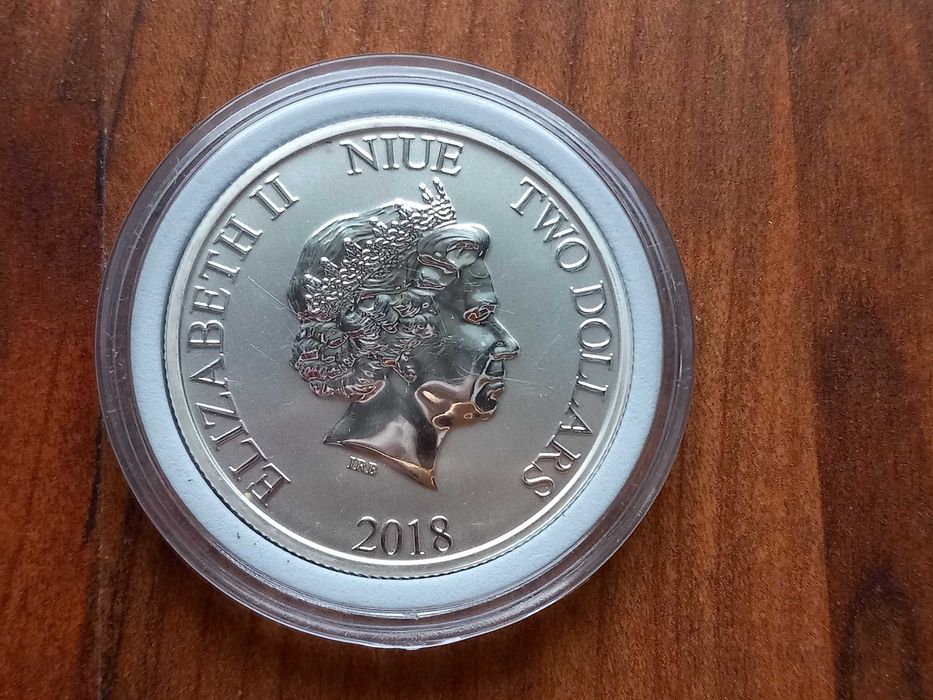 ELIZABETH II
NIUE
TWO DOLLARS
IRB
2018